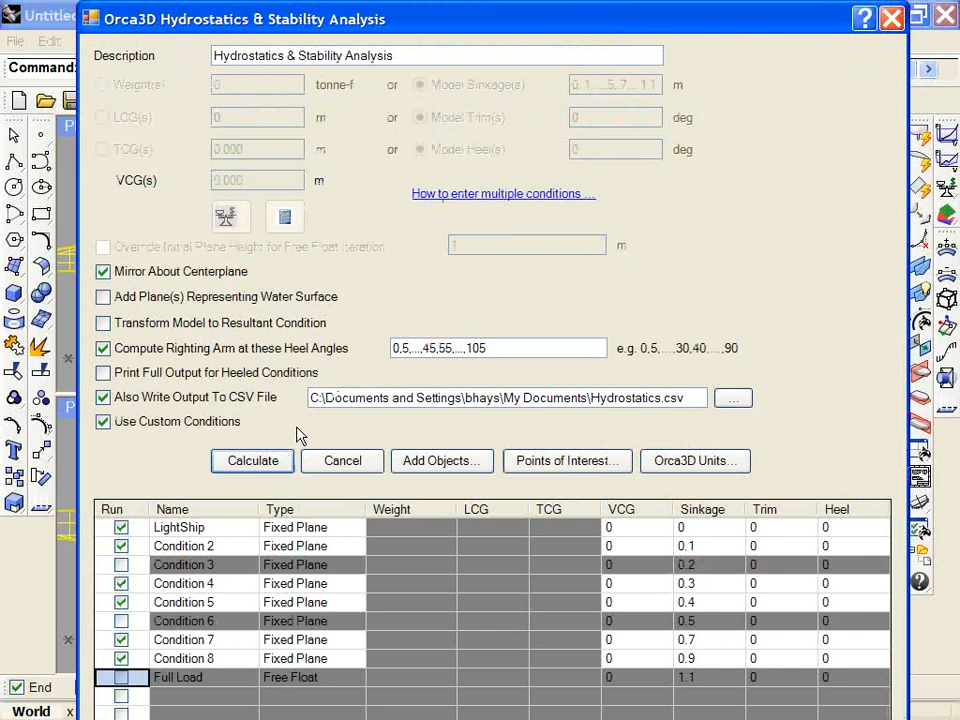 Untitled
Orca3D Hydrostatics & Stability Analysis
File Edit
Command:
Description Hydrostatics & Stability Analysis
Weight(s) 0 tonne-f or Model Sinkage(s) m
LCG(s) 0 m or Model Trim(s) 0 deg
TCG(s) 0.000 m or Model Heel(s) 0 deg
VCG(s) 0.000 m How to enter multiple conditions ...
Override Initial Plane Height for Free Float Iteration 1 m
Mirror About Centerplane
Add Plane(s) Representing Water Surface
Transform Model to Resultant Condition
Compute Righting Arm at these Heel Angles 0,5,...,45,55,...,105 e.g. 0,5,...30,40,...,90
Print Full Output for Heeled Conditions
Also Write Output To CSV File C:\Documents and Settings\bhays\My Documents\Hydrostatics.csv ...
Use Custom Conditions
Calculate Cancel Add Objects... Points of Interest... Orca3D Units...
Run Name Type Weight LCG TCG VCG Sinkage Trim Heel
LightShip Fixed Plane 0 0 0 0
Condition 2 Fixed Plane 0 0.1 0 0
Condition 3 Fixed Plane 0 0.2 0 0
Condition 4 Fixed Plane 0 0.3 0 0
Condition 5 Fixed Plane 0 0.4 0 0
Condition 6 Fixed Plane 0 0.5 0 0
Condition 7 Fixed Plane 0 0.7 0 0
Condition 8 Fixed Plane 0 0.9 0 0
Full Load Free Float 0 1.1 0 0
End
World x